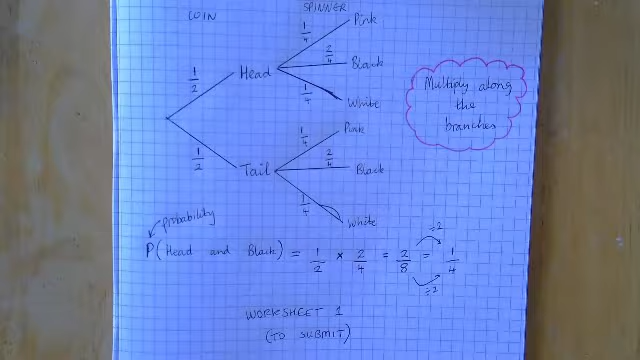 COIN
SPINNER
1/2
Head
1/4
Pink
2/4
Black
1/4
White
1/2
Tail
1/4
Pink
2/4
Black
1/4
White
Multiply along
the
branches
probability
P(Head and Black) = 1/2 × 2/4 = 2/8 = 1/4
÷2
÷2
WORKSHEET 1
(TO SUBMIT)